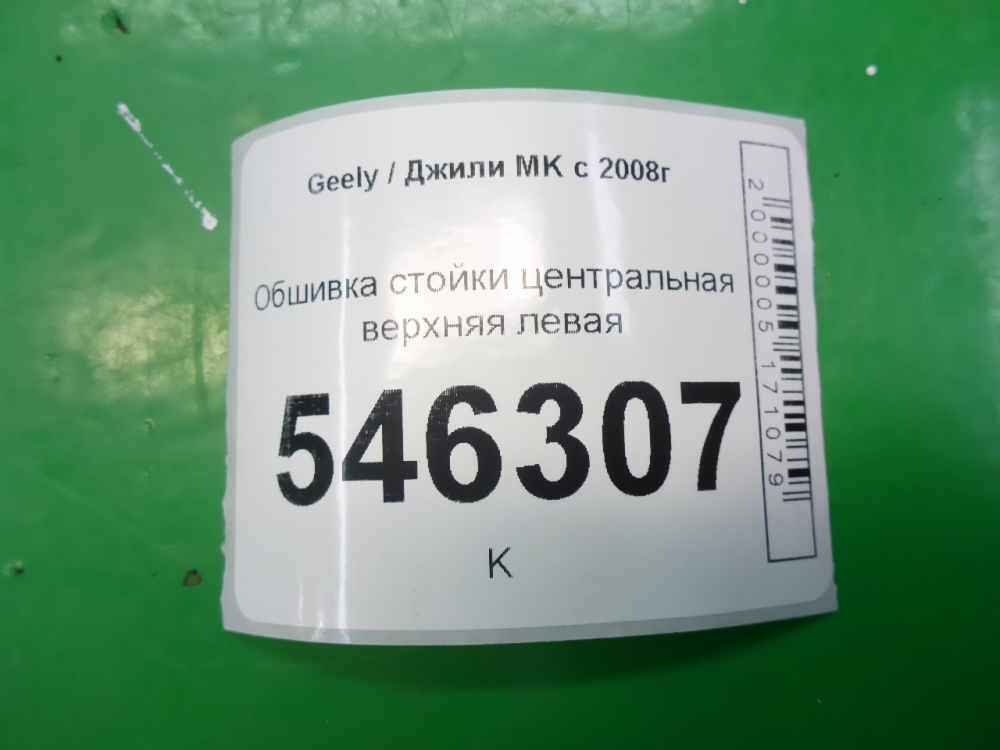 Geely / Джили МК с 2008г
Обшивка стойки центральная
верхняя левая
546307
К
2000005171079